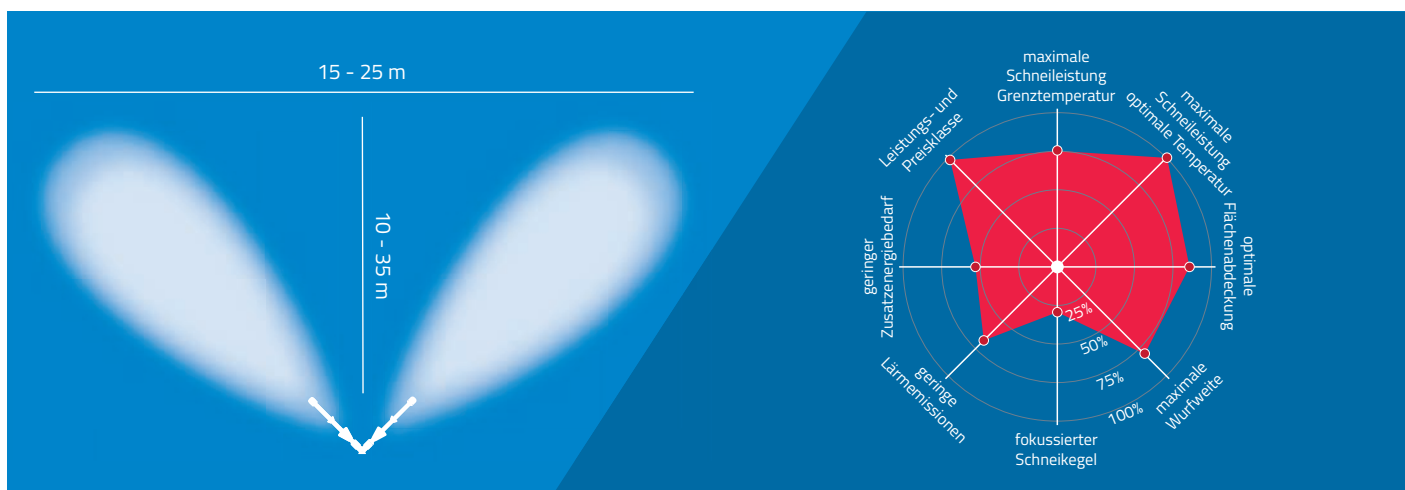 15 - 25 m
10 - 35 m
maximale
Schneileistung
Grenztemperatur
maximale
Schneileistung
optimale Temperatur
optimale
Flächenabdeckung
maximale
Wurfweite
fokussierter
Schneikegel
geringe
Lärmemissionen
geringer
Zusatzenergiebedarf
Leistungs- und
Preisklasse
25%
50%
75%
100%